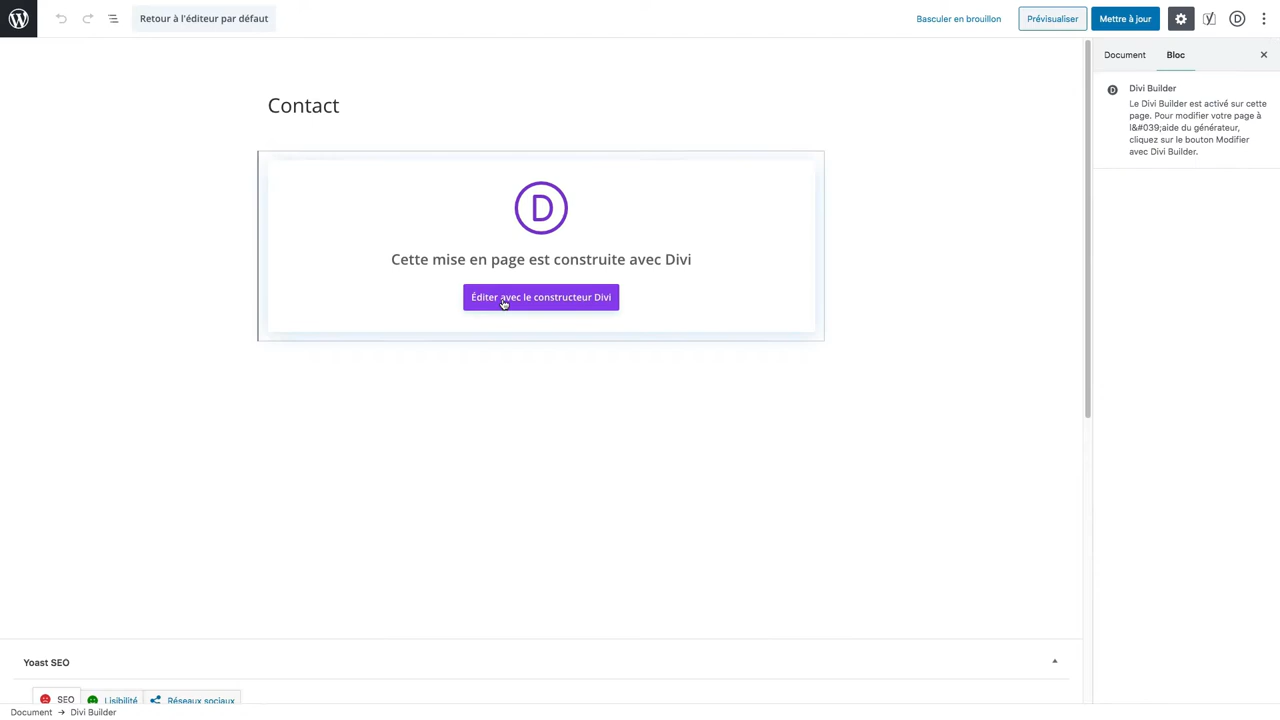 Retour à l'éditeur par défaut
Basculer en brouillon
Prévisualiser
Mettre à jour
Document
Bloc
Contact
Divi Builder
Le Divi Builder est activé sur cette
page. Pour modifier votre page à
l&#039;aide du générateur,
cliquez sur le bouton Modifier
avec Divi Builder.
D
Cette mise en page est construite avec Divi
Éditer avec le constructeur Divi
Yoast SEO
SEO
Lisibilité
Réseaux sociaux
Document → Divi Builder